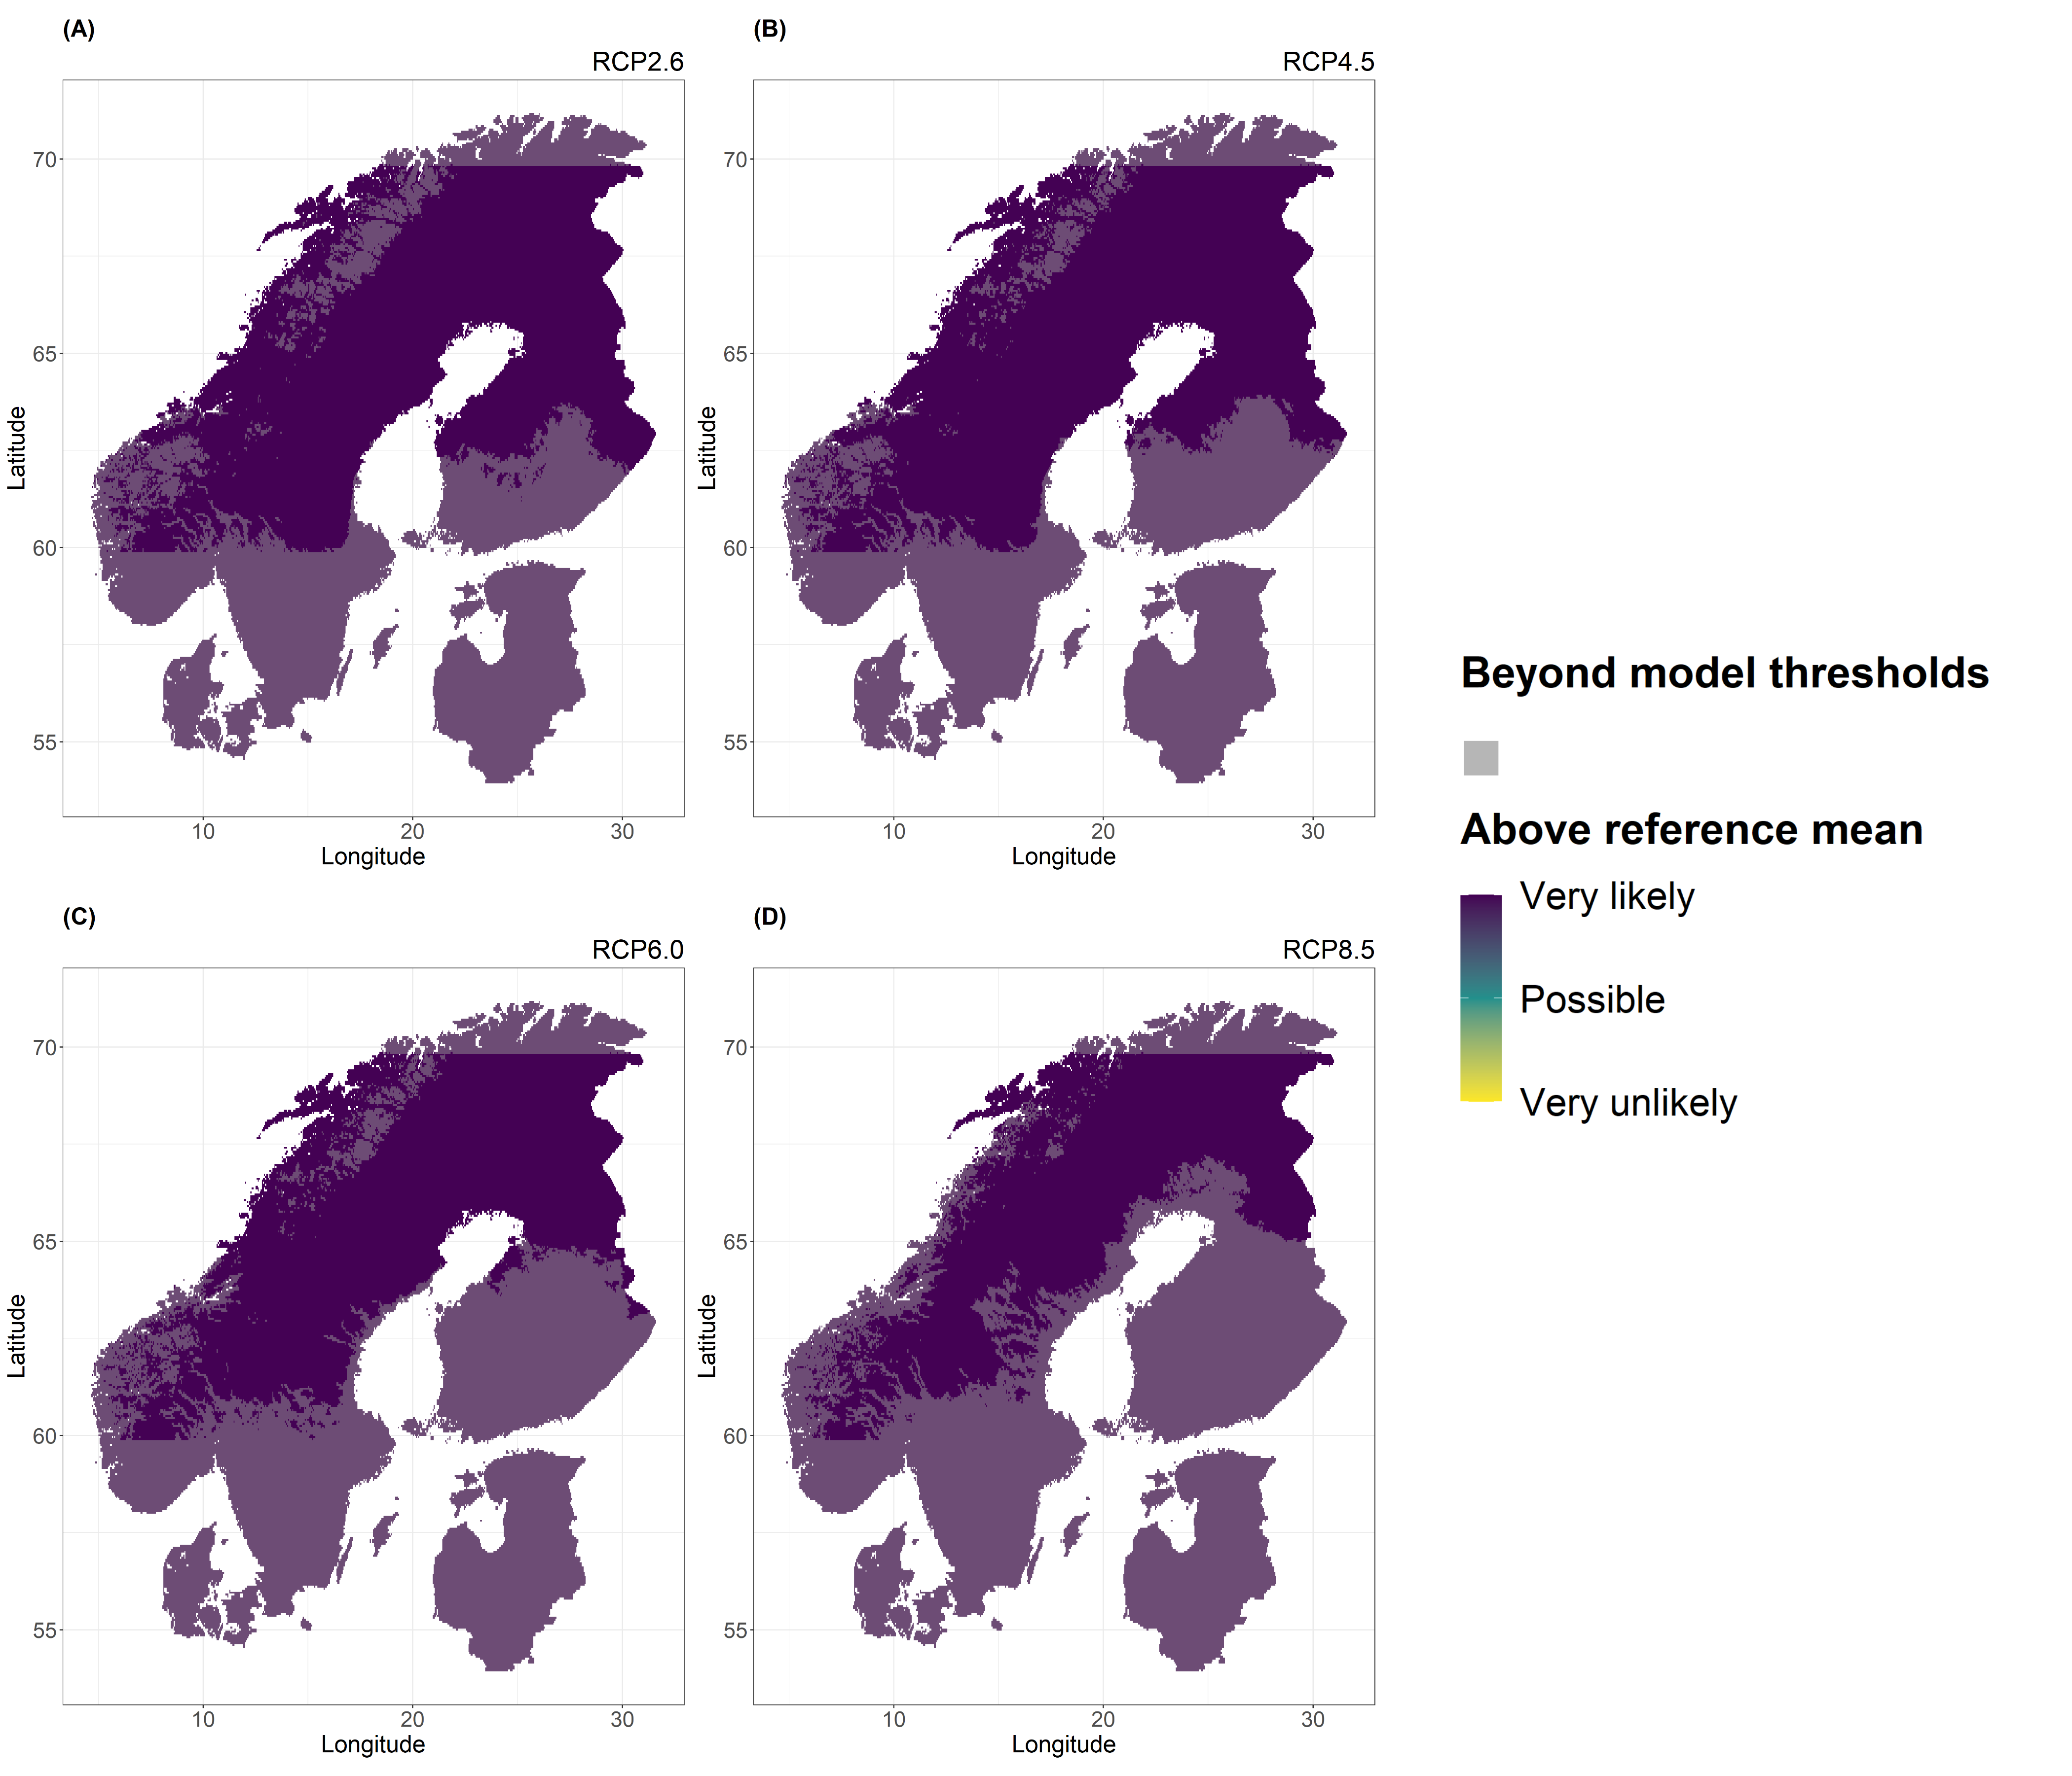 (A)
RCP2.6
70
65
60
55
Latitude
10 20 30
Longitude
(B)
RCP4.5
70
65
60
55
Latitude
10 20 30
Longitude
(C)
RCP6.0
70
65
60
55
Latitude
10 20 30
Longitude
(D)
RCP8.5
70
65
60
55
Latitude
10 20 30
Longitude
Beyond model thresholds
Above reference mean
Very likely
Possible
Very unlikely